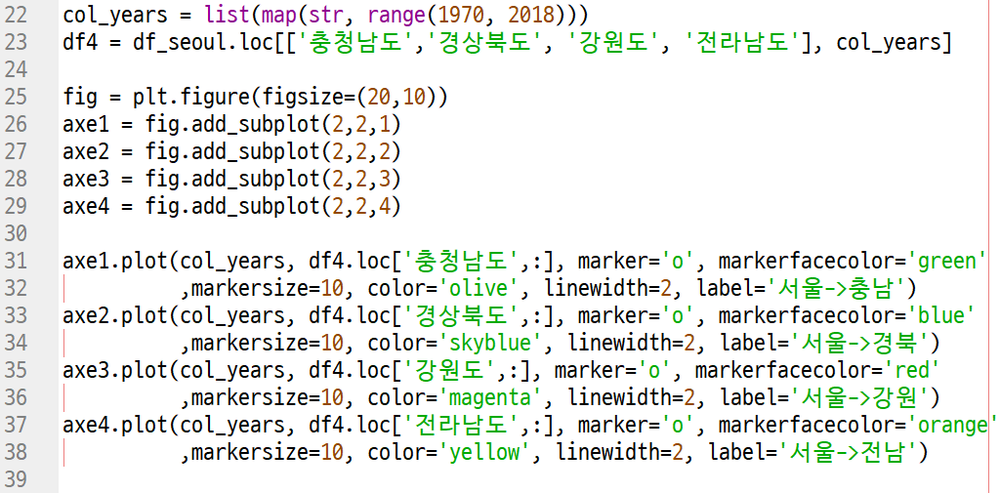 22 col_years = list(map(str, range(1970, 2018)))
23 df4 = df_seoul.loc[['충청남도','경상북도', '강원도', '전라남도'], col_years]
24
25 fig = plt.figure(figsize=(20,10))
26 axe1 = fig.add_subplot(2,2,1)
27 axe2 = fig.add_subplot(2,2,2)
28 axe3 = fig.add_subplot(2,2,3)
29 axe4 = fig.add_subplot(2,2,4)
30
31 axe1.plot(col_years, df4.loc['충청남도',:], marker='o', markerfacecolor='green'
32           ,markersize=10, color='olive', linewidth=2, label='서울->충남')
33 axe2.plot(col_years, df4.loc['경상북도',:], marker='o', markerfacecolor='blue'
34           ,markersize=10, color='skyblue', linewidth=2, label='서울->경북')
35 axe3.plot(col_years, df4.loc['강원도',:], marker='o', markerfacecolor='red'
36           ,markersize=10, color='magenta', linewidth=2, label='서울->강원')
37 axe4.plot(col_years, df4.loc['전라남도',:], marker='o', markerfacecolor='orange'
38           ,markersize=10, color='yellow', linewidth=2, label='서울->전남')
39